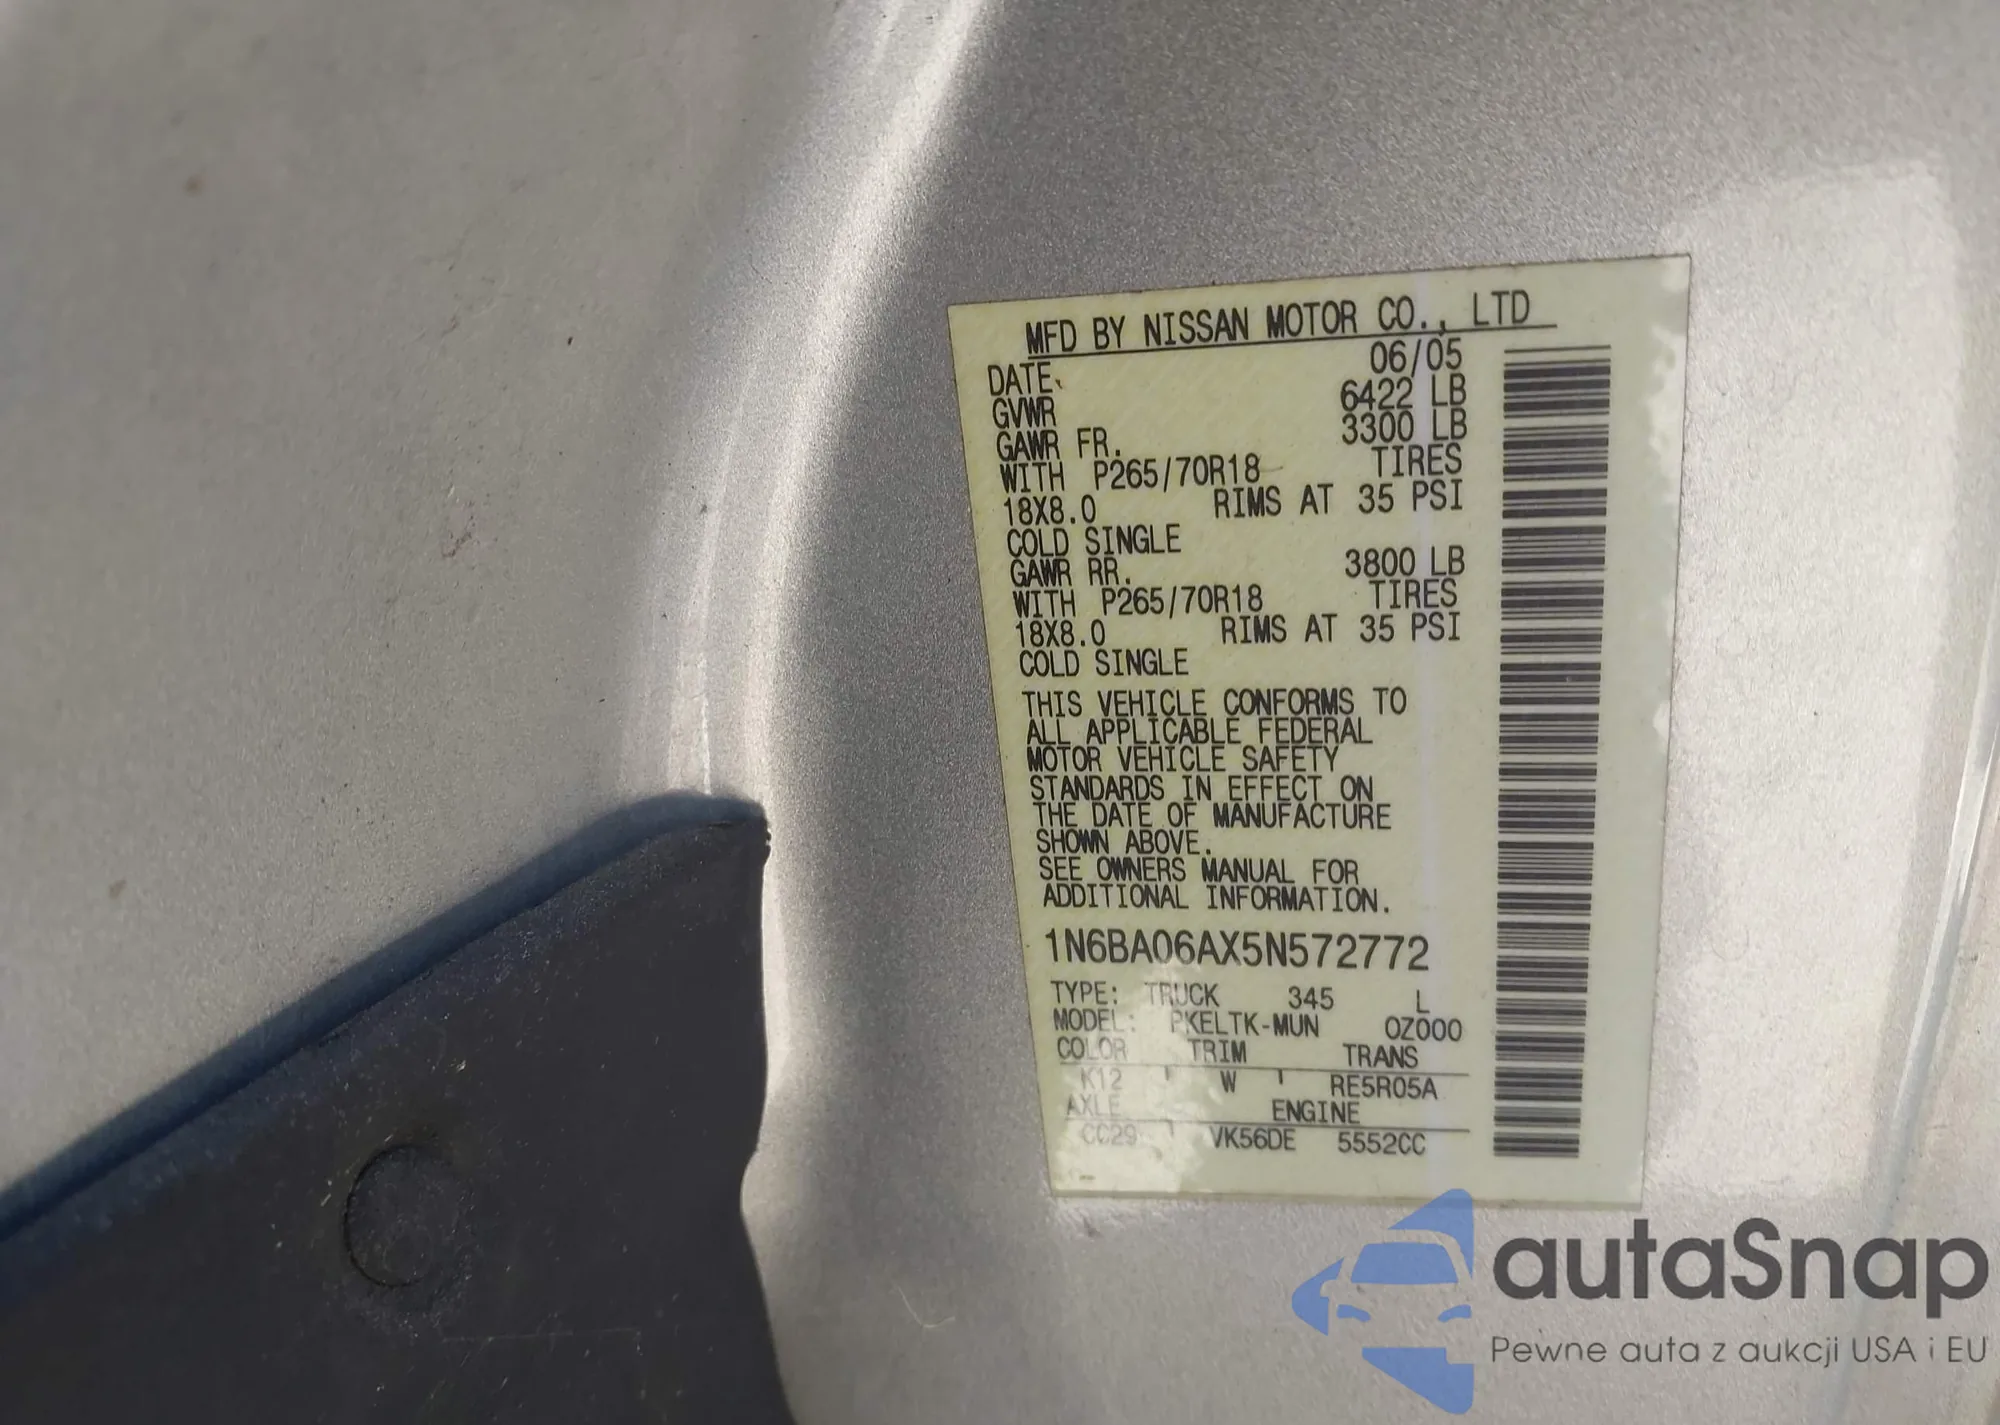 MFD BY NISSAN MOTOR CO., LTD
DATE 06/05
GVWR 6422 LB
GAWR FR. 3300 LB
WITH P265/70R18 TIRES
18X8.0 RIMS AT 35 PSI
COLD SINGLE
GAWR RR. 3800 LB
WITH P265/70R18 TIRES
18X8.0 RIMS AT 35 PSI
COLD SINGLE
THIS VEHICLE CONFORMS TO
ALL APPLICABLE FEDERAL
MOTOR VEHICLE SAFETY
STANDARDS IN EFFECT ON
THE DATE OF MANUFACTURE
SHOWN ABOVE.
SEE OWNERS MANUAL FOR
ADDITIONAL INFORMATION.
1N6BA06AX5N572772
TYPE: TRUCK 345 L
MODEL: PKELTK-MUN 0Z000
COLOR TRIM TRANS
K12 W RE5R05A
AXLE ENGINE
CC29 VK56DE 5552CC
autaSnap
Pewne auta z aukcji USA i EU